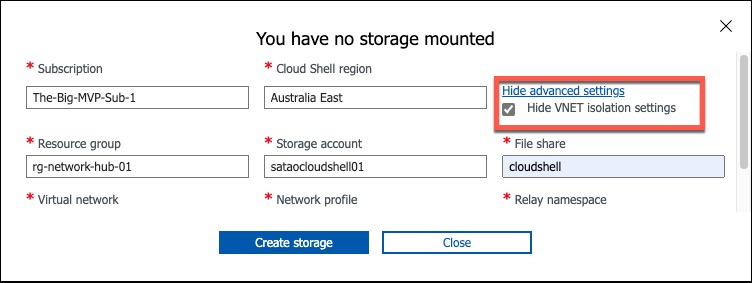 You have no storage mounted
* Subscription
* Cloud Shell region
The-Big-MVP-Sub-1
Australia East
Hide advanced settings
Hide VNET isolation settings
* Resource group
* Storage account
* File share
rg-network-hub-01
sataocloudshell01
cloudshell
* Virtual network
* Network profile
* Relay namespace
Create storage
Close